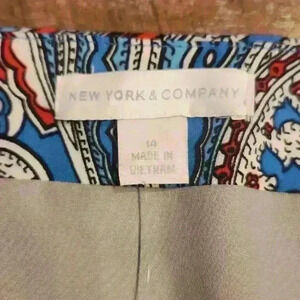 NEW YORK & COMPANY
14
MADE IN
VIETNAM